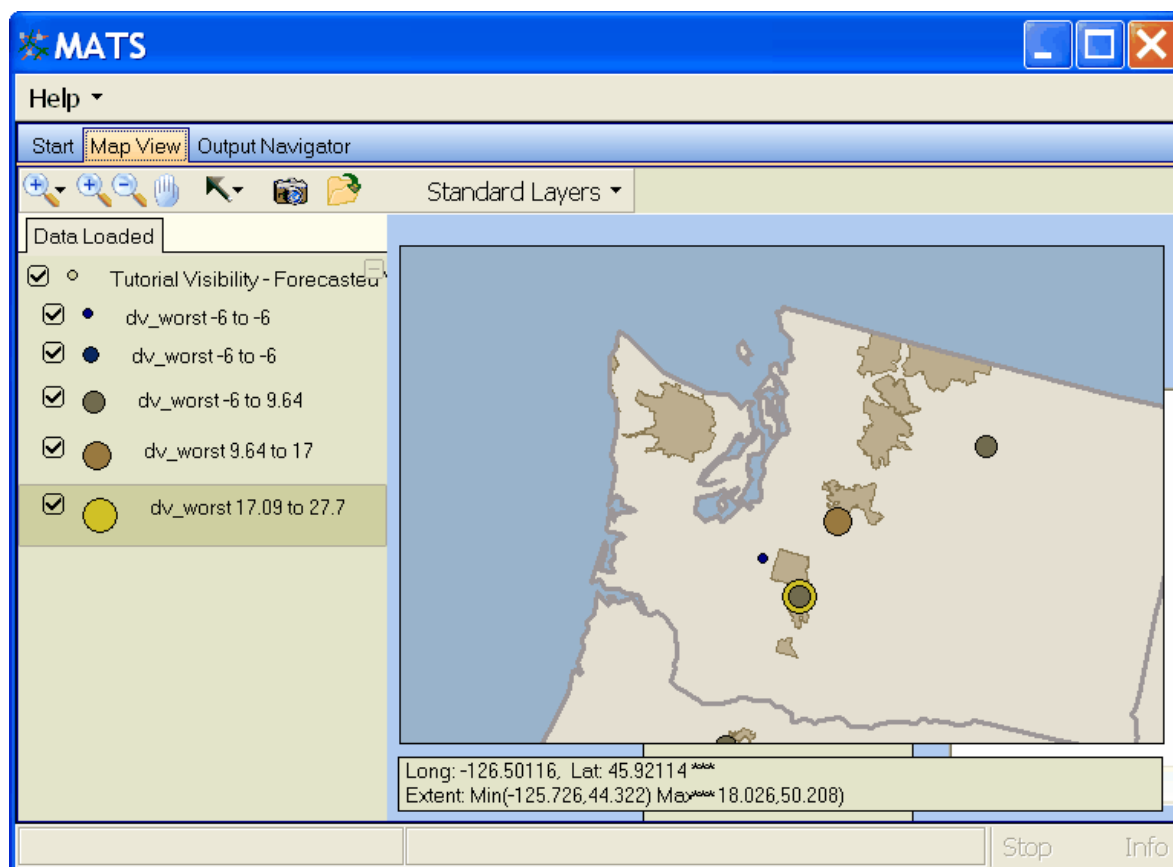 MATS
Help
Start Map View Output Navigator
Standard Layers
Data Loaded
Tutorial Visibility - Forecasted
dv_worst -6 to -6
dv_worst -6 to -6
dv_worst -6 to 9.64
dv_worst 9.64 to 17
dv_worst 17.09 to 27.7
Long: -126.50116, Lat: 45.92114 ****
Extent: Min(-125.726,44.322) Max****18.026,50.208)
Stop Info